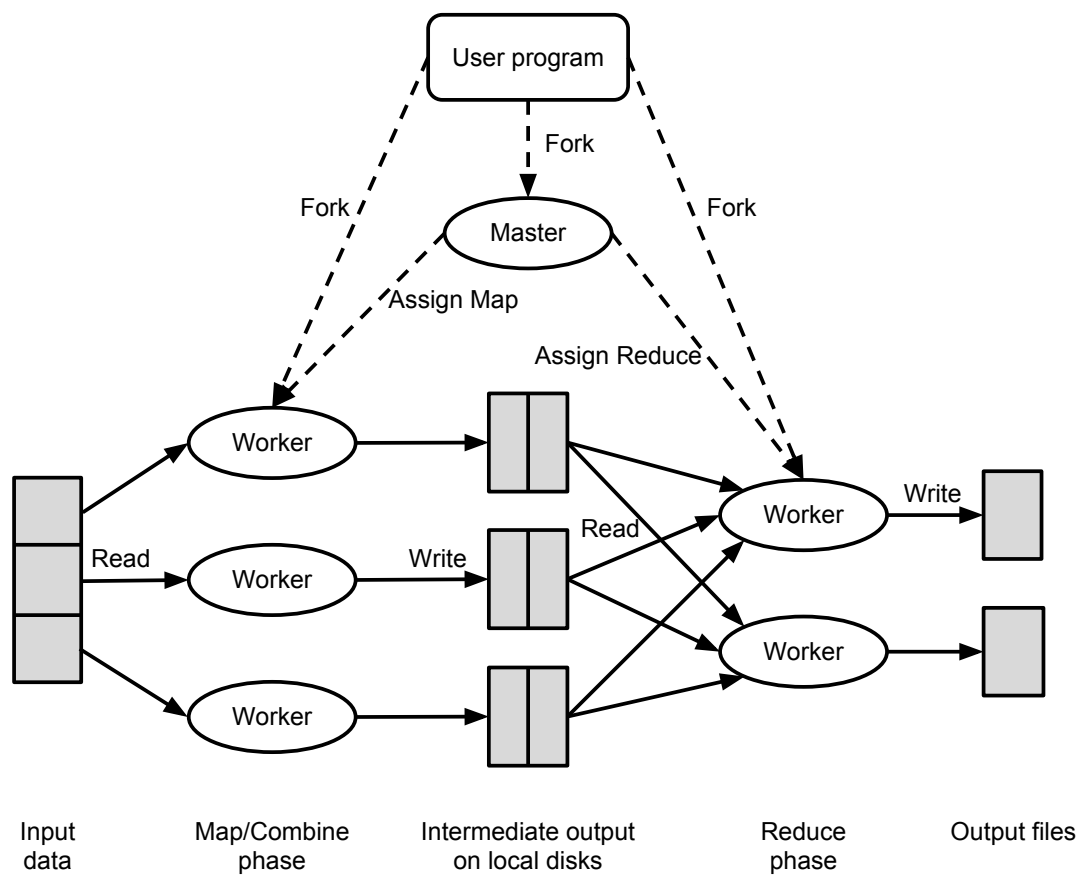 User program
Fork
Fork
Fork
Master
Assign Map
Assign Reduce
Worker
Worker
Write
Read
Worker
Write
Read
Worker
Worker
Input
data
Map/Combine
phase
Intermediate output
on local disks
Reduce
phase
Output files